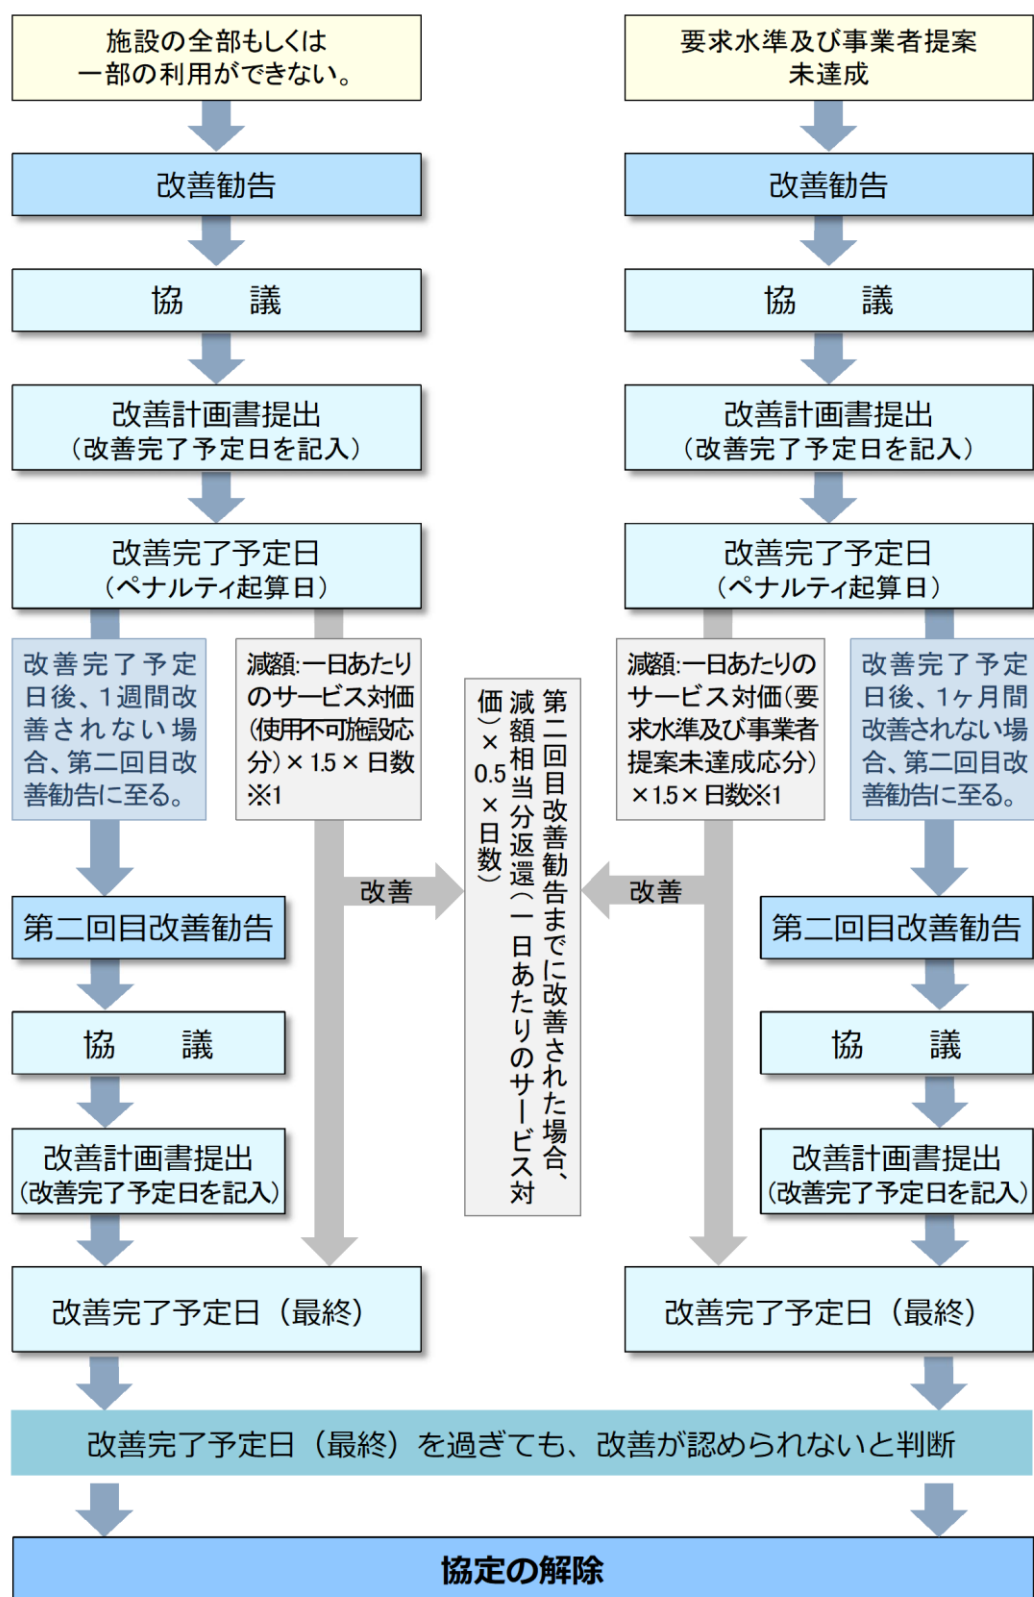 施設の全部もしくは
一部の利用ができない。
改善勧告
協　　議
改善計画書提出
（改善完了予定日を記入）
改善完了予定日
（ペナルティ起算日）
改善完了予定
日後、1週間改
善されない場
合、第二回目改
善勧告に至る。
減額:一日あたり
のサービス対価
(使用不可施設応
分)×1.5×日数
※1
改善
第二回目改善勧告
協　　議
改善計画書提出
（改善完了予定日を記入）
改善完了予定日（最終）
第二回目改善勧告までに改善された場合、
減額相当分返還（一日あたりのサービス対
価）×0.5×日数）
要求水準及び事業者提案
未達成
改善勧告
協　　議
改善計画書提出
（改善完了予定日を記入）
改善完了予定日
（ペナルティ起算日）
減額:一日あたりの
サービス対価(要
求水準及び事業者
提案未達成応分)
×1.5×日数※1
改善完了予定
日後、1ヶ月間
改善されない場
合、第二回目改
善勧告に至る。
改善
第二回目改善勧告
協　　議
改善計画書提出
（改善完了予定日を記入）
改善完了予定日（最終）
改善完了予定日（最終）を過ぎても、改善が認められないと判断
協定の解除